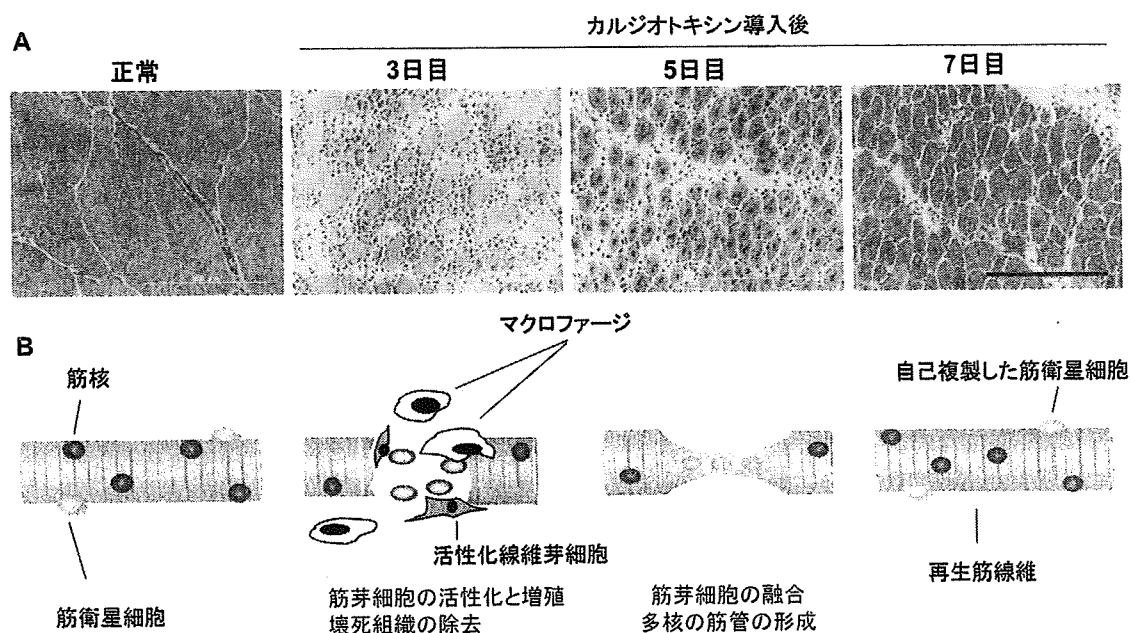 カルジオトキシン導入後
A
正常
3日目
5日目
7日目
B
マクロファージ
筋核
自己複製した筋衛星細胞
活性化線維芽細胞
再生筋線維
筋衛星細胞
筋芽細胞の活性化と増殖
壊死組織の除去
筋芽細胞の融合
多核の筋管の形成